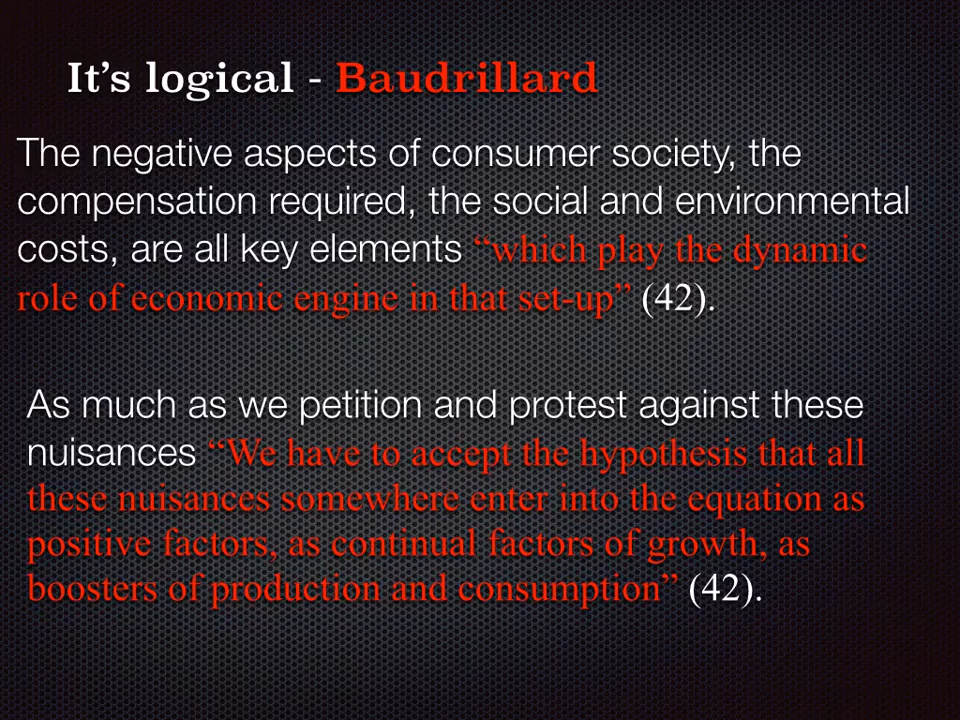 It’s logical - Baudrillard
The negative aspects of consumer society, the
compensation required, the social and environmental
costs, are all key elements “which play the dynamic
role of economic engine in that set-up” (42).
As much as we petition and protest against these
nuisances “We have to accept the hypothesis that all
these nuisances somewhere enter into the equation as
positive factors, as continual factors of growth, as
boosters of production and consumption” (42).